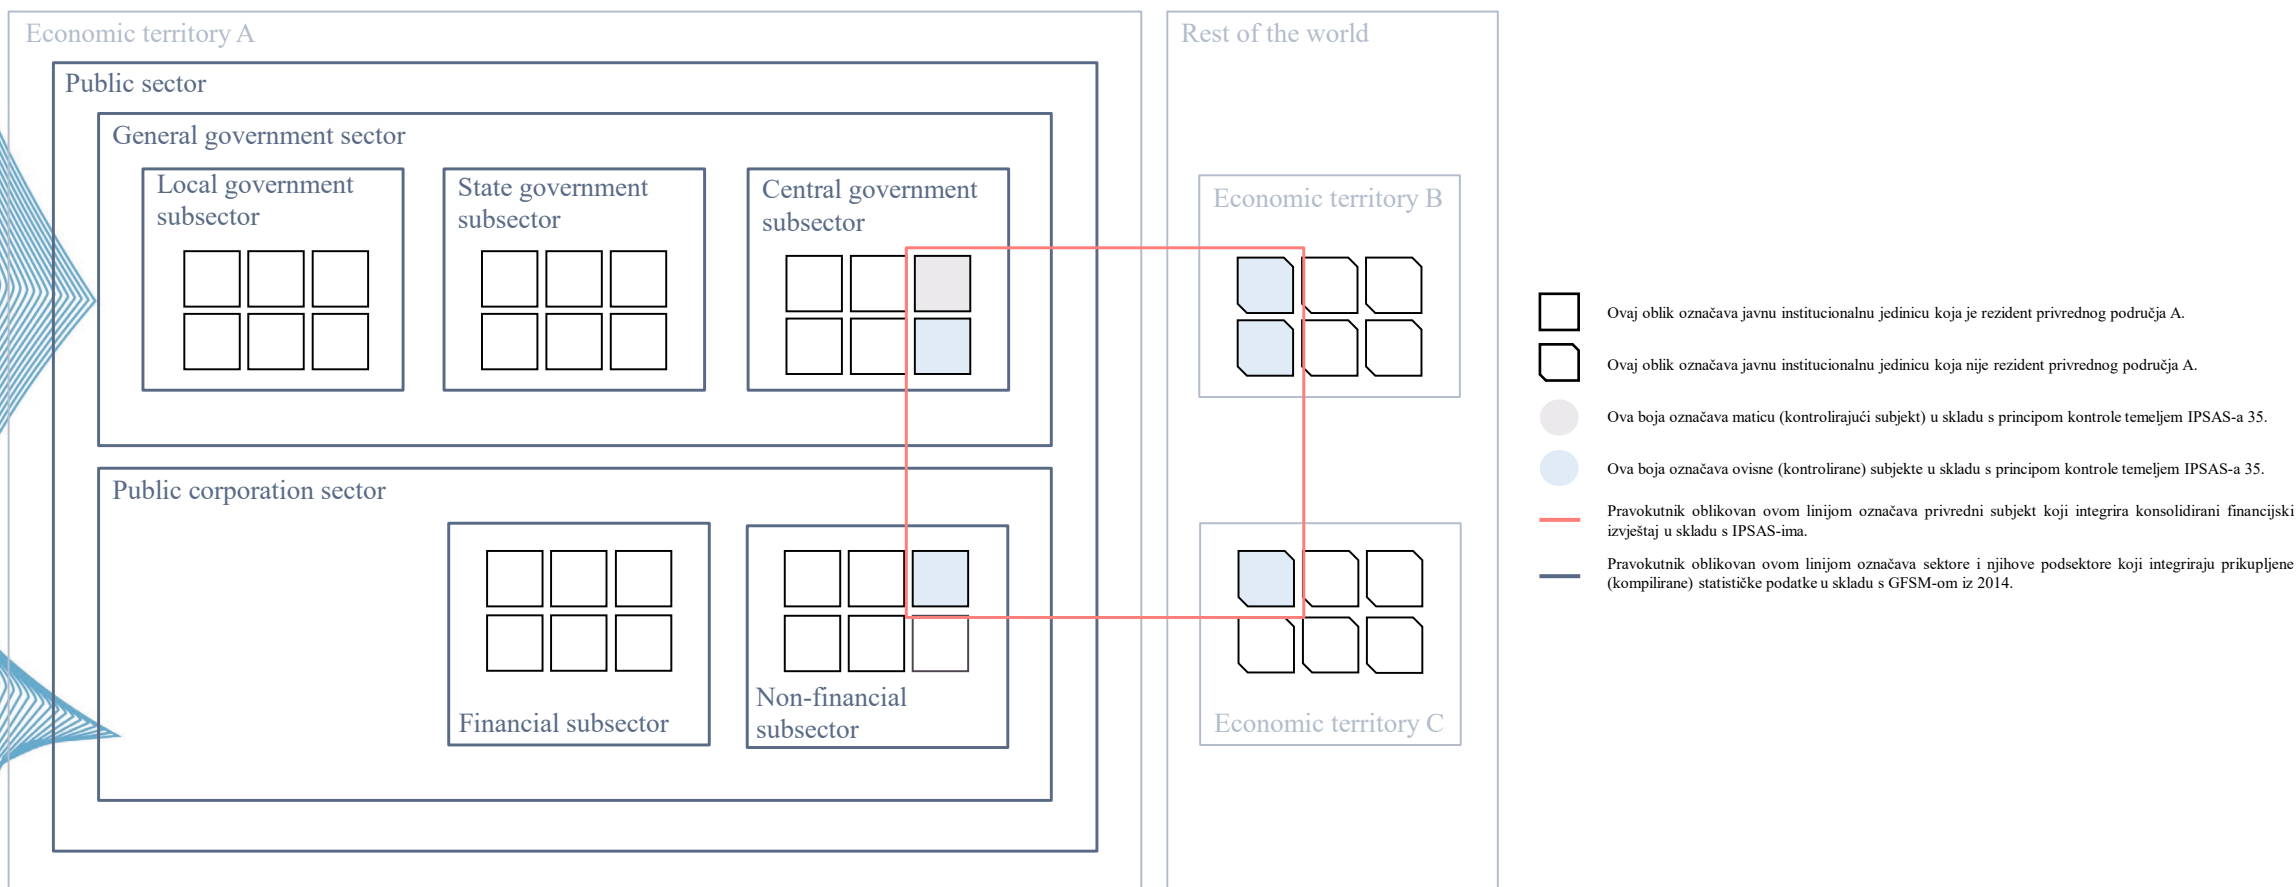 Economic territory A
Rest of the world
Public sector
General government sector
Local government
subsector
State government
subsector
Central government
subsector
Economic territory B
Public corporation sector
Financial subsector
Non-financial
subsector
Economic territory C
Ovaj oblik označava javnu institucionalnu jedinicu koja je rezident privrednog područja A.
Ovaj oblik označava javnu institucionalnu jedinicu koja nije rezident privrednog područja A.
Ova boja označava maticu (kontrolirajući subjekt) u skladu s principom kontrole temeljem IPSAS-a 35.
Ova boja označava ovisne (kontrolirane) subjekte u skladu s principom kontrole temeljem IPSAS-a 35.
Pravokutnik oblikovan ovom linijom označava privredni subjekt koji integrira konsolidirani financijski
izvještaj u skladu s IPSAS-ima.
Pravokutnik oblikovan ovom linijom označava sektore i njihove podsektore koji integriraju prikupljene
(kompilirane) statističke podatke u skladu s GFSM-om iz 2014.